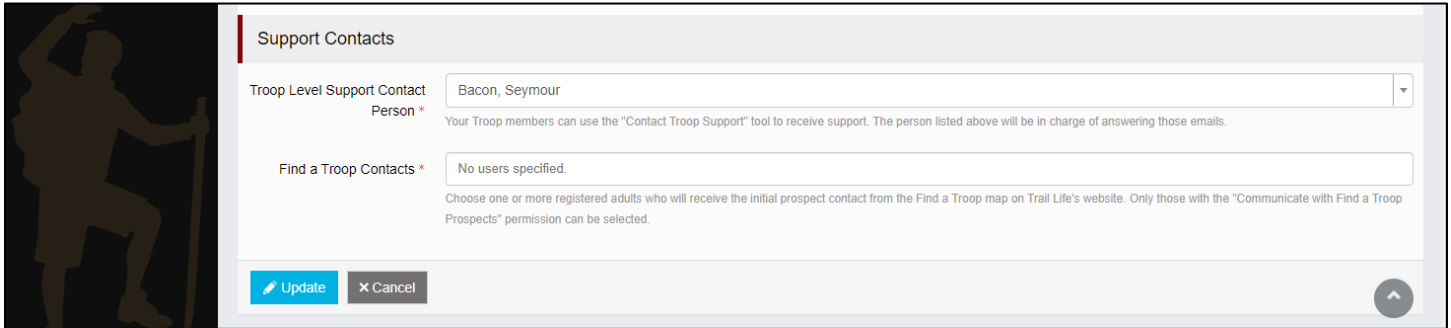 Support Contacts
Troop Level Support Contact
Person *
Bacon, Seymour
Your Troop members can use the "Contact Troop Support" tool to receive support. The person listed above will be in charge of answering those emails.
Find a Troop Contacts *
No users specified.
Choose one or more registered adults who will receive the initial prospect contact from the Find a Troop map on Trail Life's website. Only those with the "Communicate with Find a Troop
Prospects" permission can be selected.
Update
Cancel